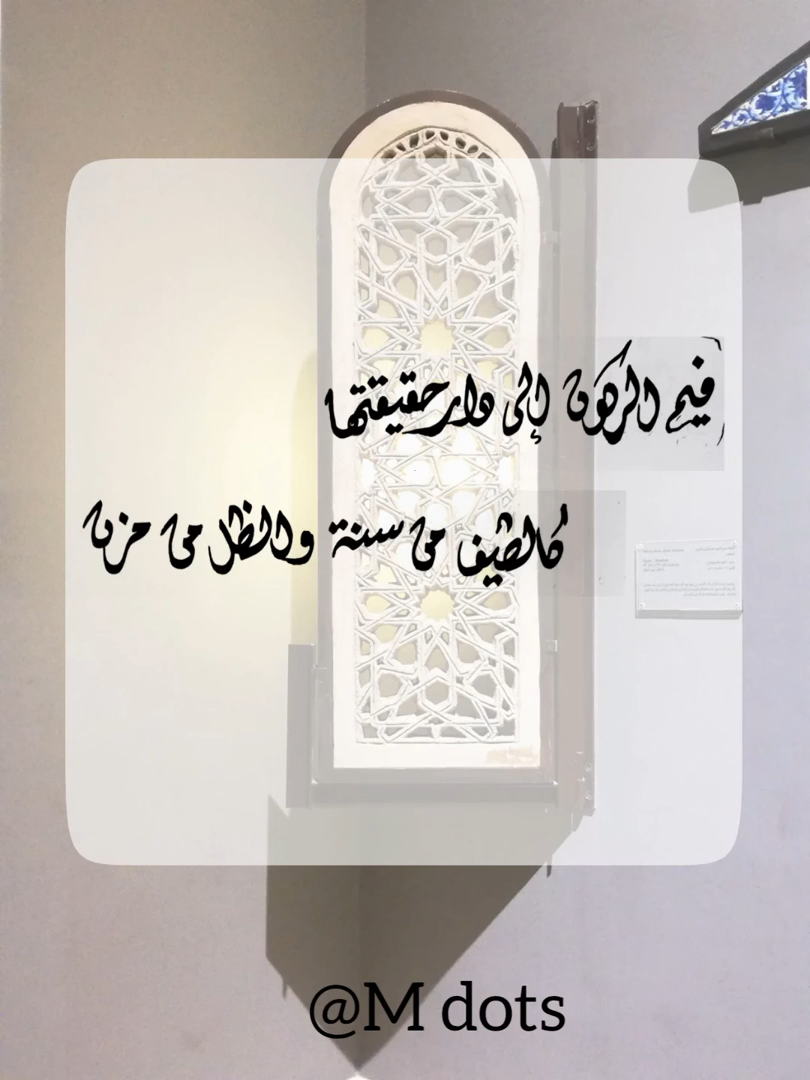 فيم الركون إلى دار حقيقتها
كالطيف من سنة والظل من مزن
@M dots